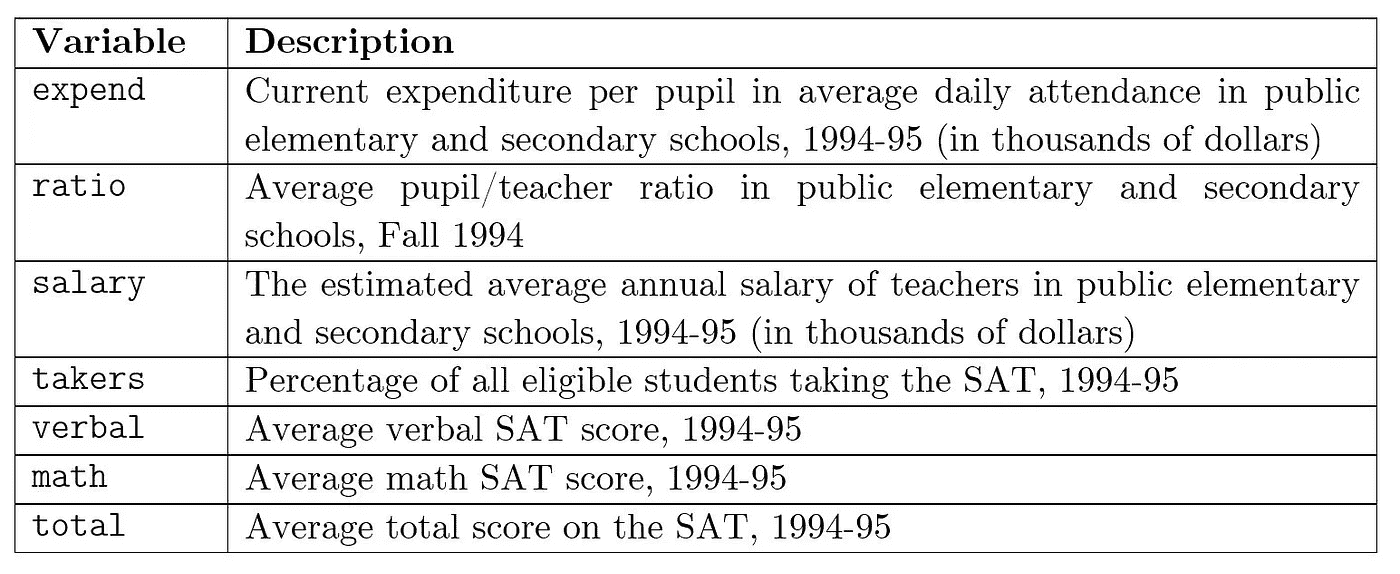 Variable Description
expend Current expenditure per pupil in average daily attendance in public
elementary and secondary schools, 1994-95 (in thousands of dollars)
ratio Average pupil/teacher ratio in public elementary and secondary
schools, Fall 1994
salary The estimated average annual salary of teachers in public elementary
and secondary schools, 1994-95 (in thousands of dollars)
takers Percentage of all eligible students taking the SAT, 1994-95
verbal Average verbal SAT score, 1994-95
math Average math SAT score, 1994-95
total Average total score on the SAT, 1994-95